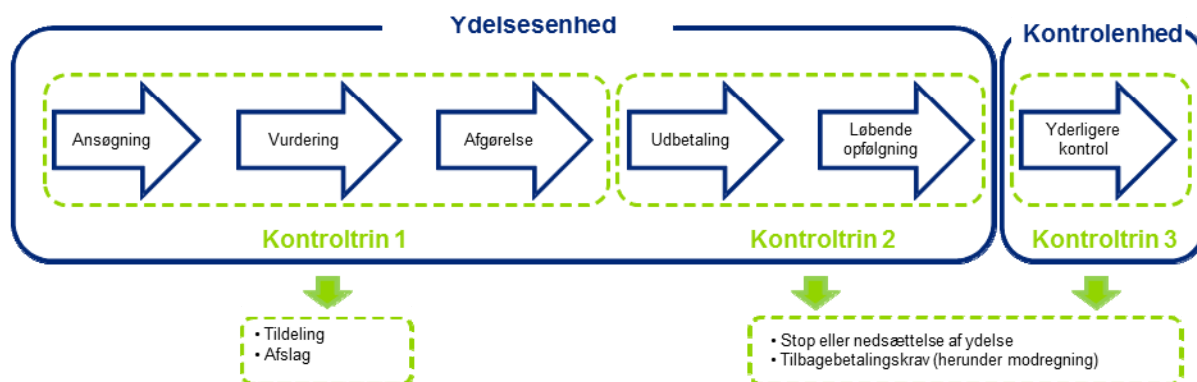 Ydelsesenhed
Kontrolenhed
Ansøgning
Vurdering
Afgørelse
Udbetaling
Løbende
opfølgning
Yderligere
kontrol
Kontroltrin 1
Kontroltrin 2
Kontroltrin 3
• Tildeling
• Afslag
• Stop eller nedsættelse af ydelse
• Tilbagebetalingskrav (herunder modregning)